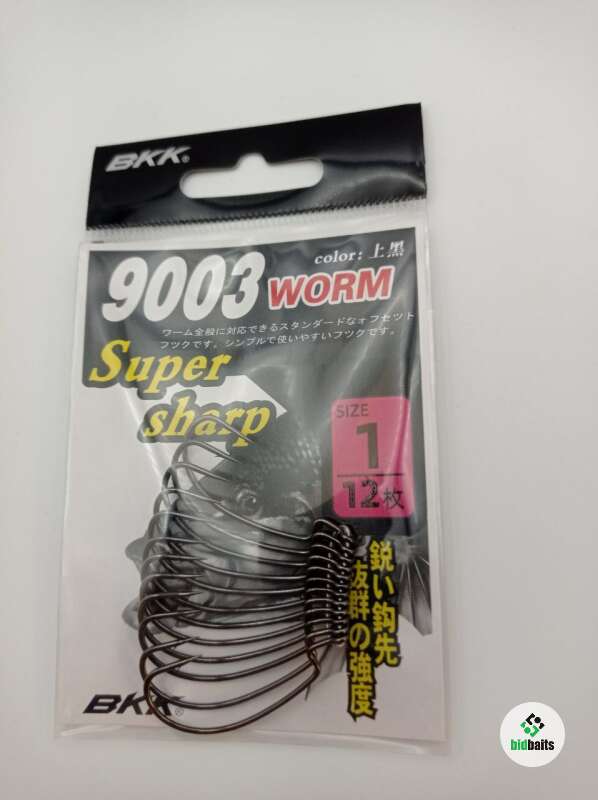 BKK®
9003 WORM
color: 上黒
ワーム全般に対応できるスタンダードなオフセツト
フツクです。シンプルで使いやすいフツクです。
Super
sharp
SIZE
1
12枚
鋭い鈎先
抜群の強度
BKK®
bidbaits